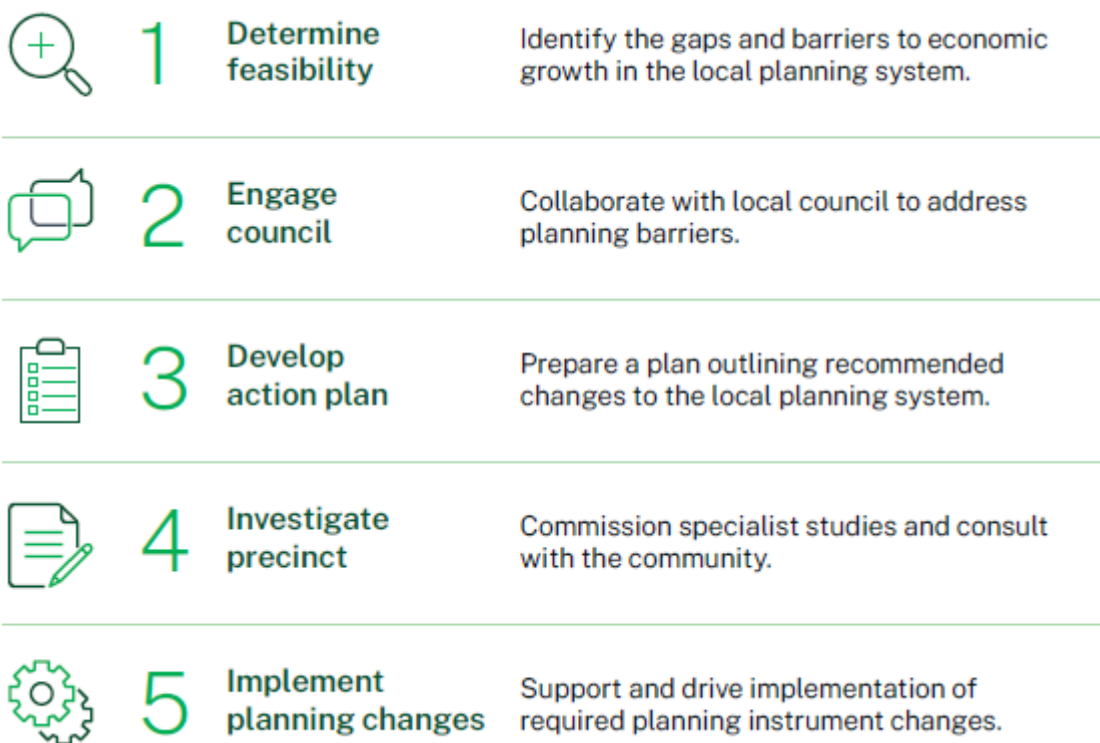 1
Determine
feasibility
Identify the gaps and barriers to economic
growth in the local planning system.
2
Engage
council
Collaborate with local council to address
planning barriers.
3
Develop
action plan
Prepare a plan outlining recommended
changes to the local planning system.
4
Investigate
precinct
Commission specialist studies and consult
with the community.
5
Implement
planning changes
Support and drive implementation of
required planning instrument changes.